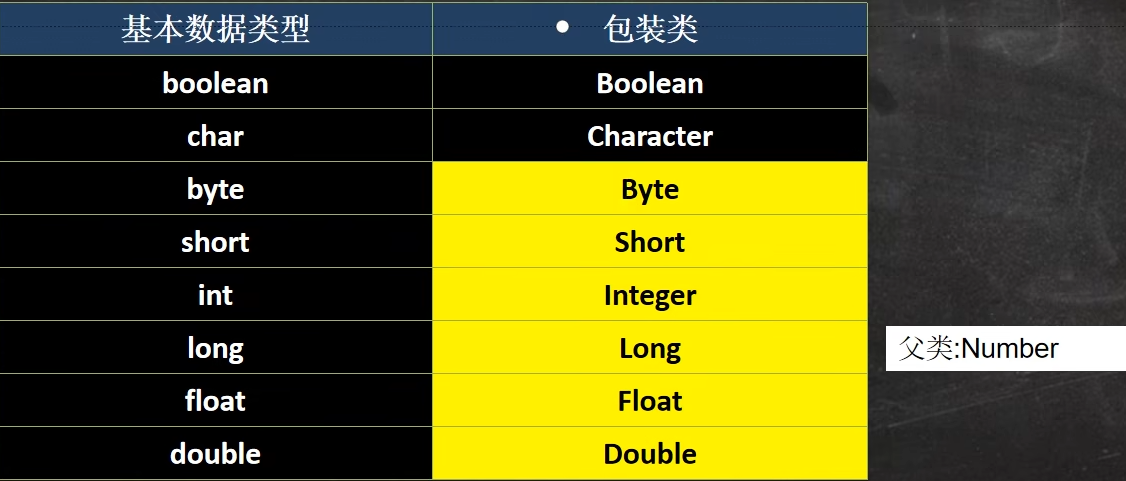 基本数据类型 • 包装类
boolean Boolean
char Character
byte Byte
short Short
int Integer
long Long
父类:Number
float Float
double Double